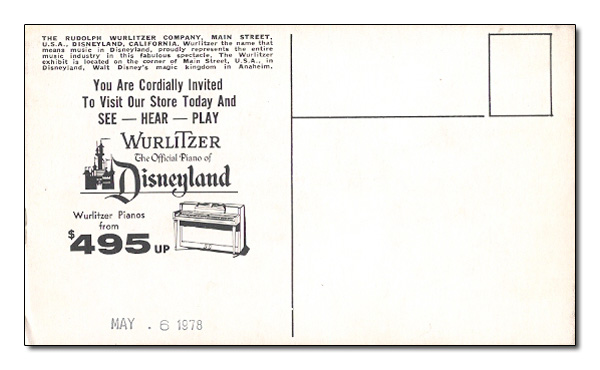 THE RUDOLPH WURLITZER COMPANY, MAIN STREET,
U.S.A., DISNEYLAND, CALIFORNIA, Wurlitzer the name that
means music in Disneyland, proudly represents the entire
music industry in this fabulous spectacle. The Wurlitzer
exhibit is located on the corner of Main Street, U.S.A., in
Disneyland, Walt Disney's magic kingdom in Anaheim.
You Are Cordially Invited
To Visit Our Store Today And
SEE — HEAR — PLAY
WURLITZER
The Official Piano of
Disneyland
Wurlitzer Pianos
from
$495 UP
MAY . 6 1978